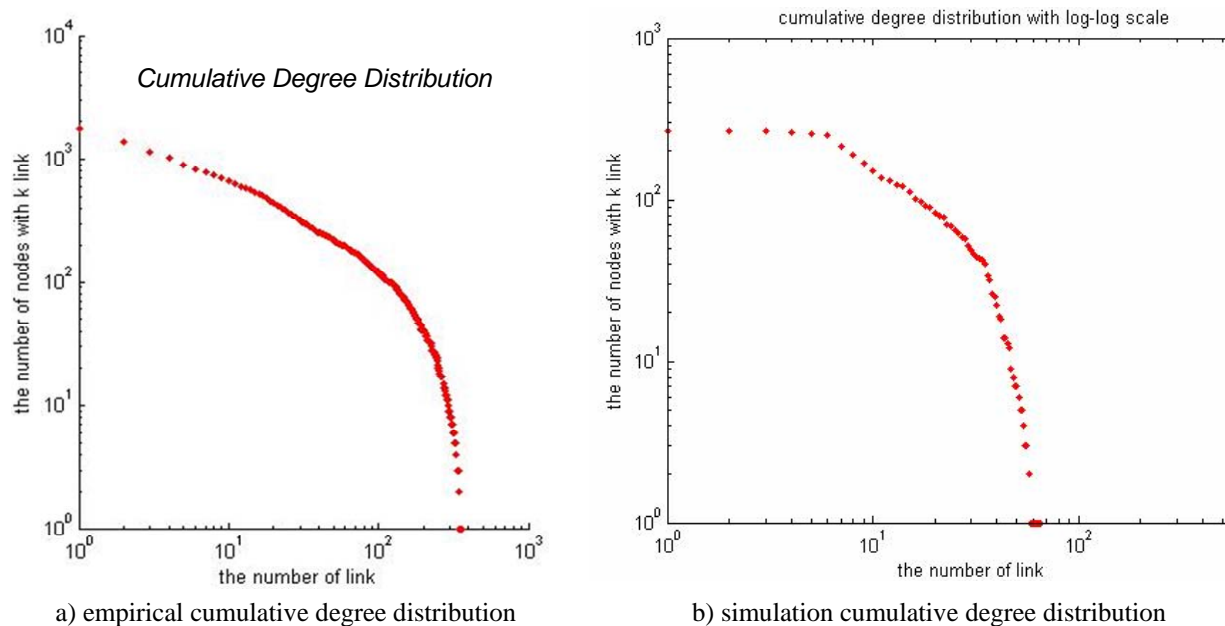 Cumulative Degree Distribution
10^4
10^3
10^2
10^1
10^0
the number of nodes with k link
10^0 10^1 10^2 10^3
the number of link
a) empirical cumulative degree distribution
cumulative degree distribution with log-log scale
10^3
10^2
10^1
10^0
the number of nodes with k link
10^0 10^1 10^2
the number of link
b) simulation cumulative degree distribution